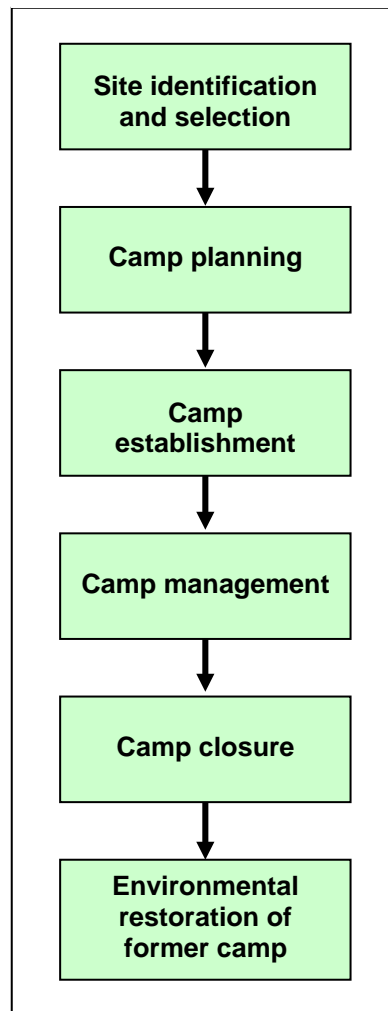 Site identification
and selection
Camp planning
Camp
establishment
Camp management
Camp closure
Environmental
restoration of
former camp